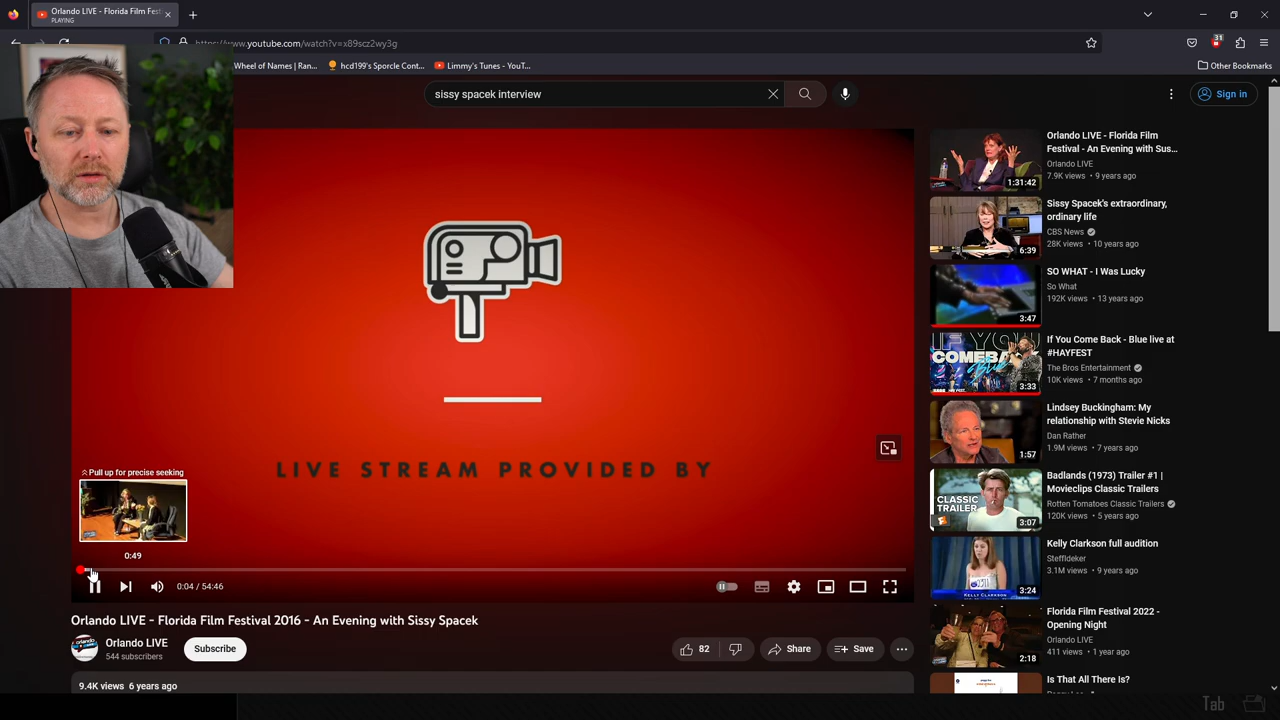 Orlando LIVE - Florida Film Fest
PLAYING
https://www.youtube.com/watch?v=x89scz2wy3g
Wheel of Names | Ran...
hcd199's Sporcle Cont...
Limmy's Tunes - YouT...
Other Bookmarks
31
sissy spacek interview
Sign in
LIVE STREAM PROVIDED BY
Pull up for precise seeking
0:49
0:04 / 54:46
Orlando LIVE - Florida Film Festival 2016 - An Evening with Sissy Spacek
Orlando LIVE
544 subscribers
Subscribe
82
Share
Save
9.4K views 6 years ago
Orlando LIVE - Florida Film
Festival - An Evening with Sus...
Orlando LIVE
7.9K views • 9 years ago
1:31:42
Sissy Spacek's extraordinary,
ordinary life
CBS News
28K views • 10 years ago
6:39
SO WHAT - I Was Lucky
So What
192K views • 13 years ago
3:47
If You Come Back - Blue live at
#HAYFEST
The Bros Entertainment
10K views • 7 months ago
IF YOU
COME BACK
Blue
3:33
Lindsey Buckingham: My
relationship with Stevie Nicks
Dan Rather
1.9M views • 7 years ago
1:57
Badlands (1973) Trailer #1 |
Movieclips Classic Trailers
Rotten Tomatoes Classic Trailers
120K views • 5 years ago
CLASSIC
TRAILER
3:07
Kelly Clarkson full audition
Steffldeker
3.1M views • 9 years ago
KELLY CLARKSON
3:24
Florida Film Festival 2022 -
Opening Night
Orlando LIVE
411 views • 1 year ago
2:18
Is That All There Is?
Tab